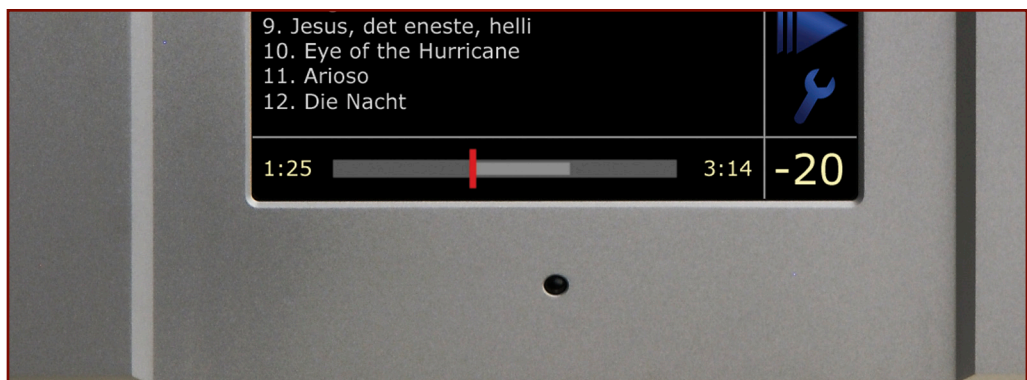 9. Jesus, det eneste, helli
10. Eye of the Hurricane
11. Arioso
12. Die Nacht
1:25
3:14
-20